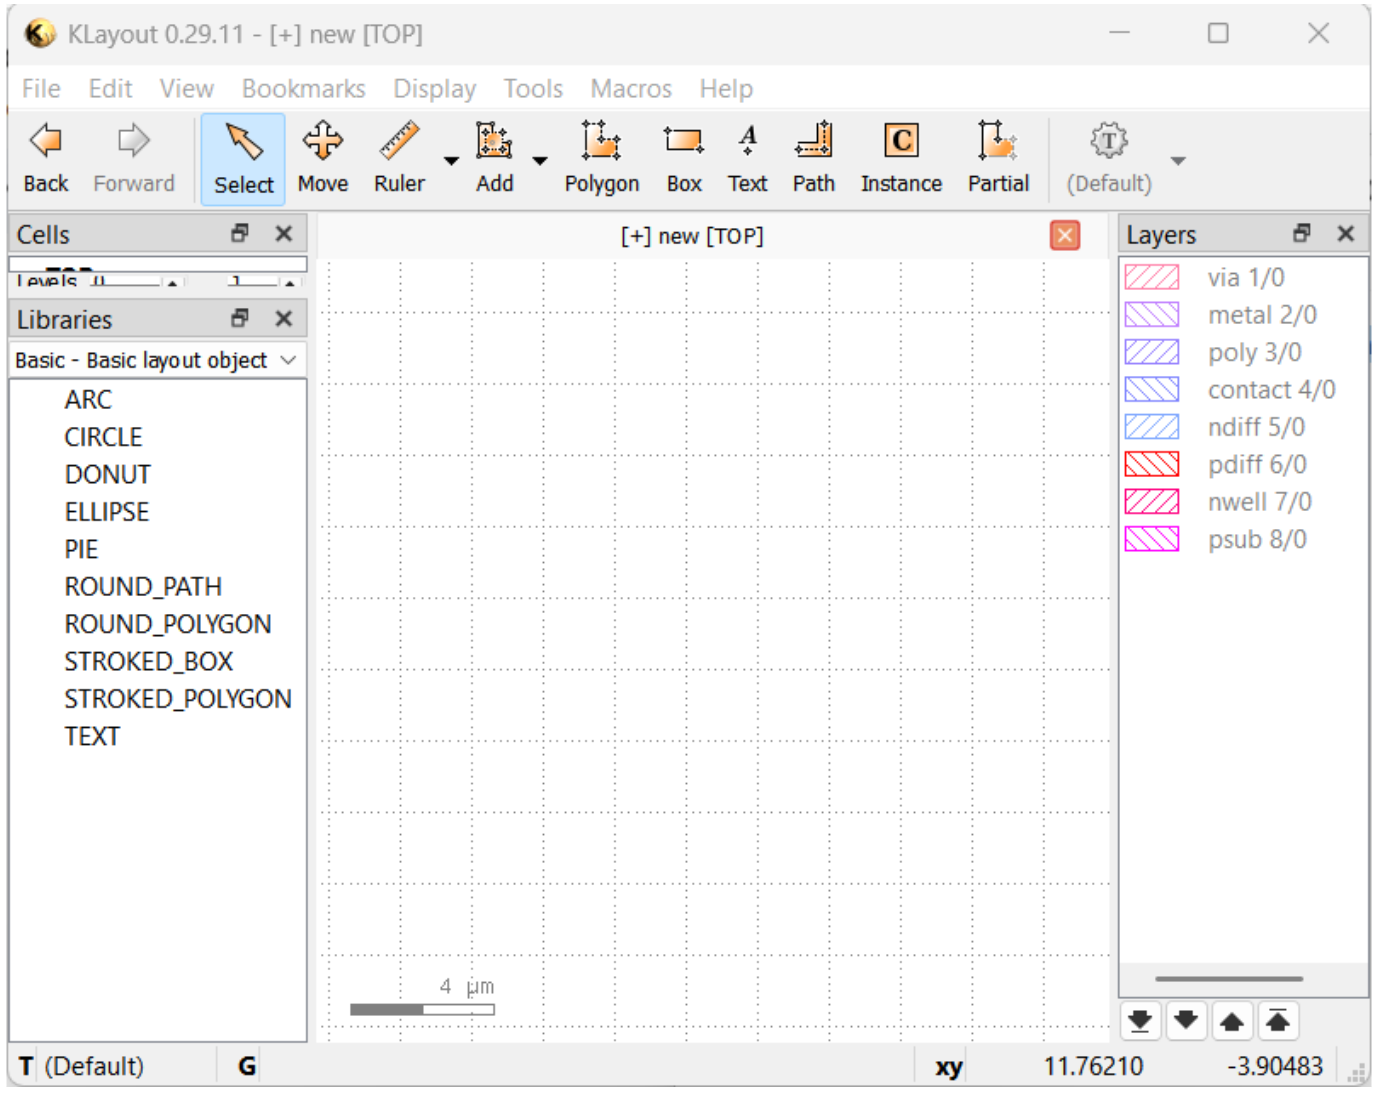 KLayout 0.29.11 - [+] new [TOP]
File Edit View Bookmarks Display Tools Macros Help
Back Forward Select Move Ruler Add Polygon Box Text Path Instance Partial (Default)
Cells
[+] new [TOP]
Layers
TOP
Levels 0 1
Libraries
Basic - Basic layout object
ARC
CIRCLE
DONUT
ELLIPSE
PIE
ROUND_PATH
ROUND_POLYGON
STROKED_BOX
STROKED_POLYGON
TEXT
4 µm
via 1/0
metal 2/0
poly 3/0
contact 4/0
ndiff 5/0
pdiff 6/0
nwell 7/0
psub 8/0
T (Default) G xy 11.76210 -3.90483